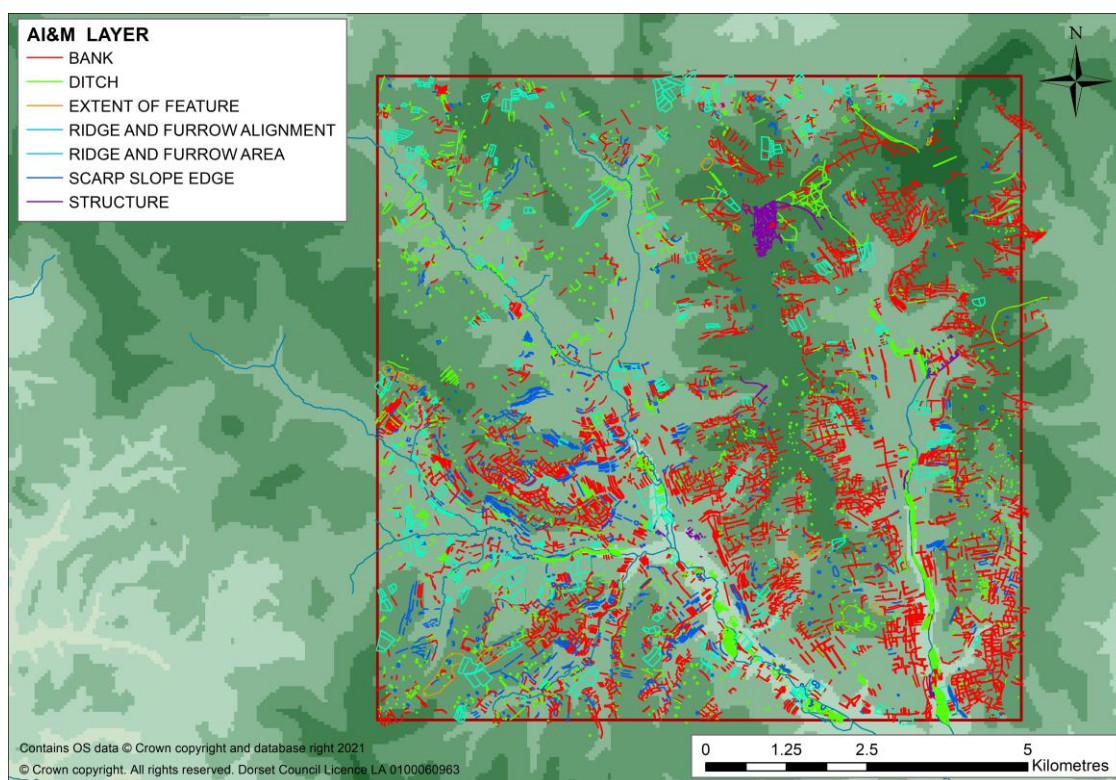 AI&M LAYER
BANK
DITCH
EXTENT OF FEATURE
RIDGE AND FURROW ALIGNMENT
RIDGE AND FURROW AREA
SCARP SLOPE EDGE
STRUCTURE
N
Contains OS data © Crown copyright and database right 2021
© Crown copyright. All rights reserved. Dorset Council Licence LA 0100060963
0 1.25 2.5 5
Kilometres